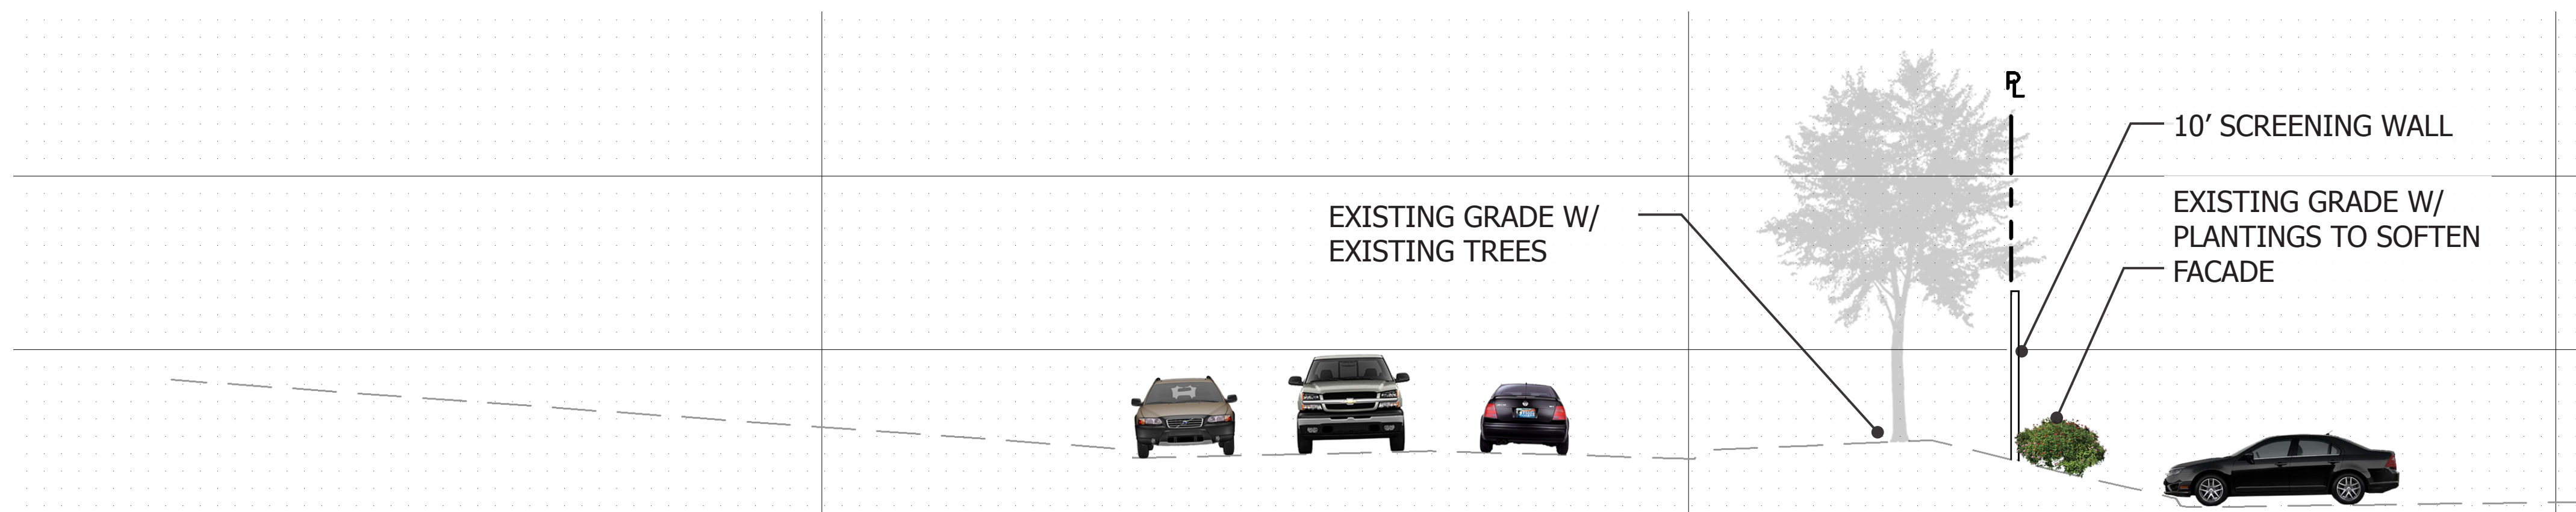 PL
10’ SCREENING WALL
EXISTING GRADE W/
EXISTING TREES
EXISTING GRADE W/
PLANTINGS TO SOFTEN
FACADE